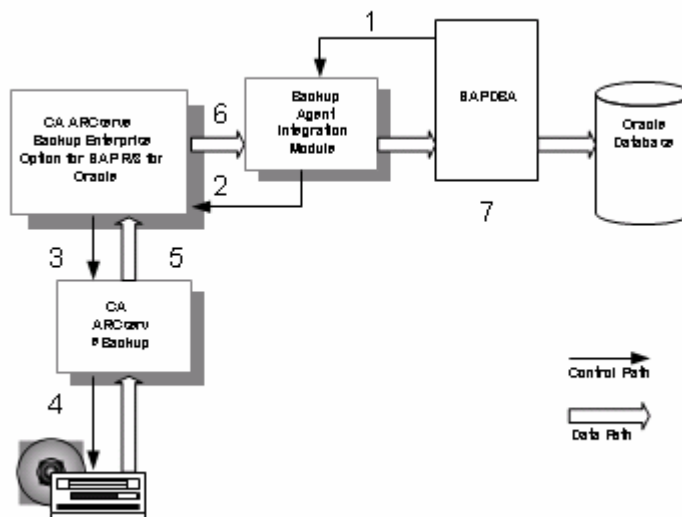 1
CA ARCserve
Backup Enterprise
Option for SAP R/3 for
Oracle
6
Backup
Agent
Integration
Module
SAPDBA
Oracle
Database
2
7
3
5
CA
ARCserv
e Backup
4
Control Path
Data Path